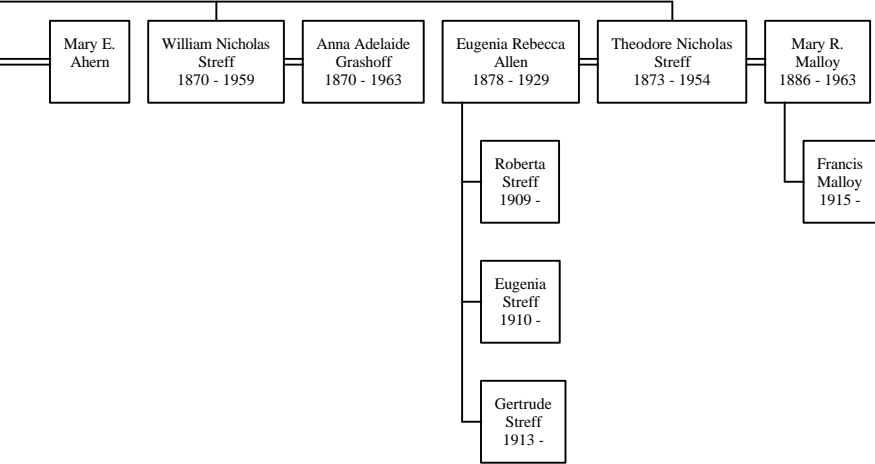 Mary E.
Ahern
William Nicholas
Streff
1870 - 1959
Anna Adelaide
Grashoff
1870 - 1963
Eugenia Rebecca
Allen
1878 - 1929
Theodore Nicholas
Streff
1873 - 1954
Mary R.
Malloy
1886 - 1963
Roberta
Streff
1909 -
Francis
Malloy
1915 -
Eugenia
Streff
1910 -
Gertrude
Streff
1913 -